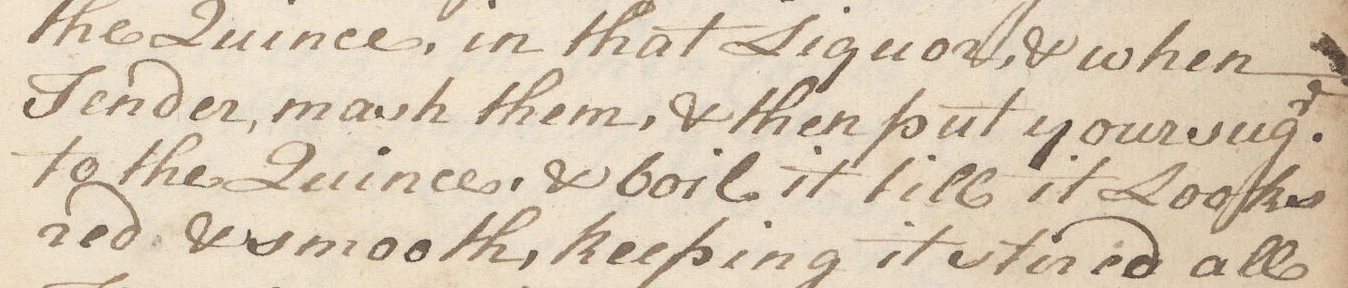 the Quince, in that Liquor, & when
Tender, mash them, & then put your sugr.
to the Quince, & boil it till it Looks
red & smooth, keeping it stired all